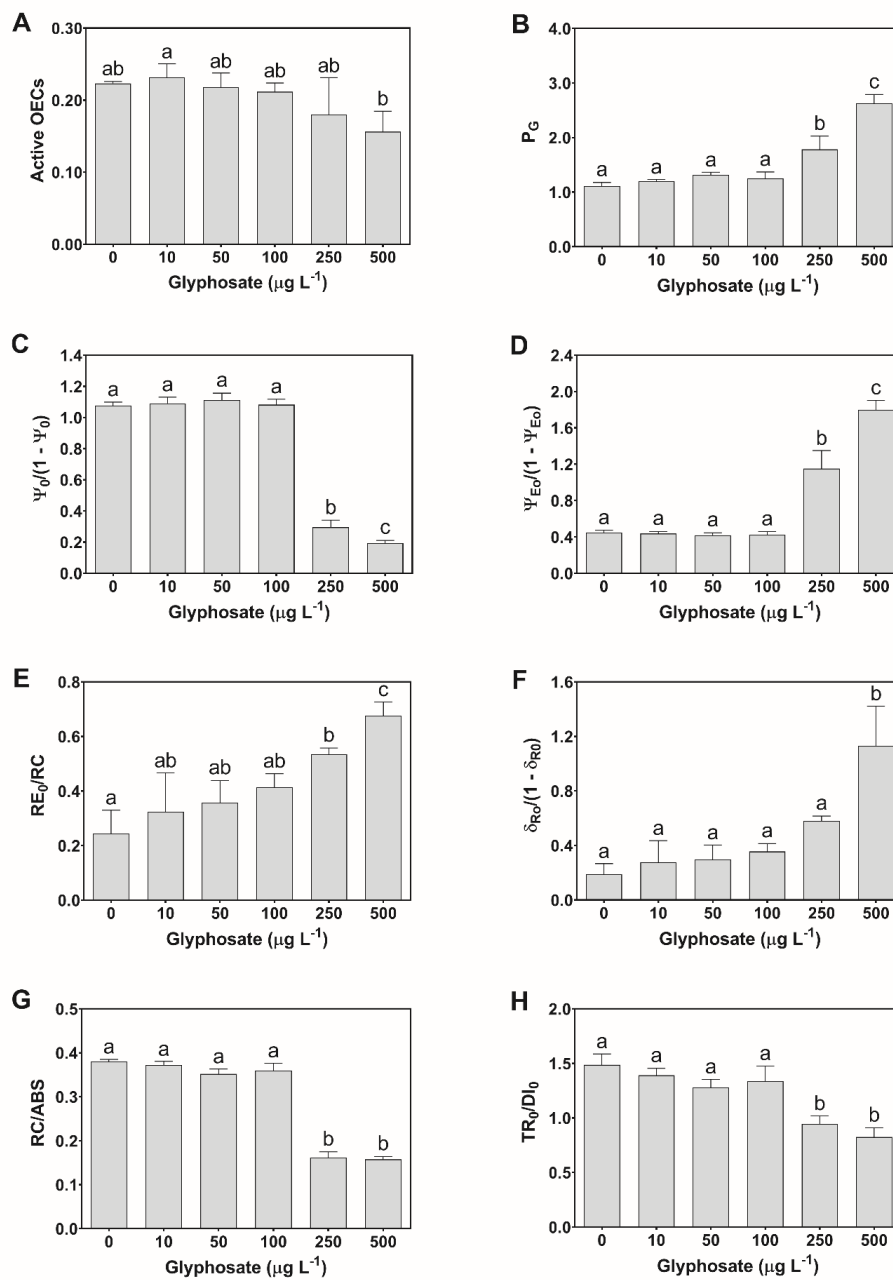 A
Active OECs
0.30
0.20
0.10
0.00
ab a ab ab ab b
0 10 50 100 250 500
Glyphosate (μg L⁻¹)
B
P_G
4.0
3.0
2.0
1.0
0.0
a a a a b c
0 10 50 100 250 500
Glyphosate (μg L⁻¹)
C
Ψ₀/(1 - Ψ₀)
1.4
1.2
1.0
0.8
0.6
0.4
0.2
0.0
a a a a b c
0 10 50 100 250 500
Glyphosate (μg L⁻¹)
D
Ψ_Eo/(1 - Ψ_Eo)
2.4
2.0
1.6
1.2
0.8
0.4
0.0
a a a a b c
0 10 50 100 250 500
Glyphosate (μg L⁻¹)
E
RE₀/RC
0.8
0.6
0.4
0.2
0.0
a ab ab ab b c
0 10 50 100 250 500
Glyphosate (μg L⁻¹)
F
δ_Ro/(1 - δ_R0)
1.6
1.2
0.8
0.4
0.0
a a a a a b
0 10 50 100 250 500
Glyphosate (μg L⁻¹)
G
RC/ABS
0.5
0.4
0.3
0.2
0.1
0.0
a a a a b b
0 10 50 100 250 500
Glyphosate (μg L⁻¹)
H
TR₀/DI₀
2.0
1.5
1.0
0.5
0.0
a a a a b b
0 10 50 100 250 500
Glyphosate (μg L⁻¹)